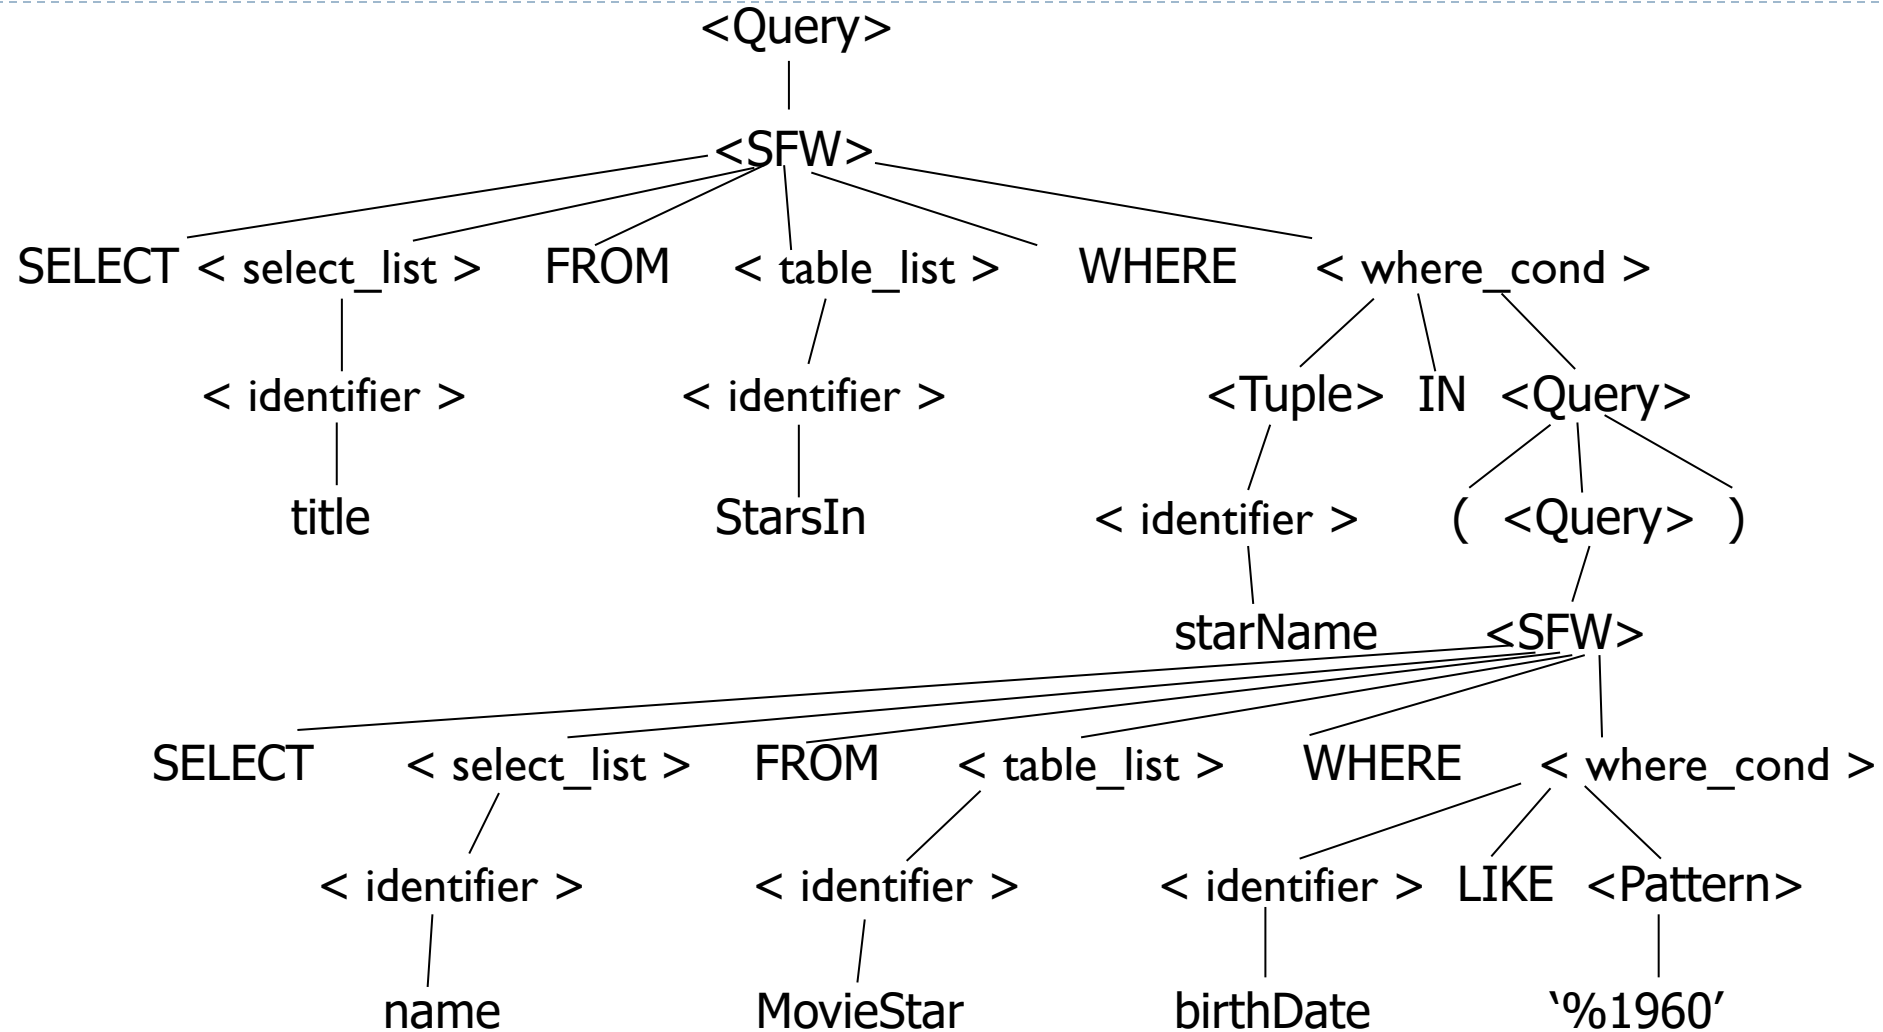 <Query>
<SFW>
SELECT < select_list > FROM < table_list > WHERE < where_cond >
< identifier > < identifier > <Tuple> IN <Query>
title StarsIn < identifier > ( <Query> )
starName <SFW>
SELECT < select_list > FROM < table_list > WHERE < where_cond >
< identifier > < identifier > < identifier > LIKE <Pattern>
name MovieStar birthDate ‘%1960’